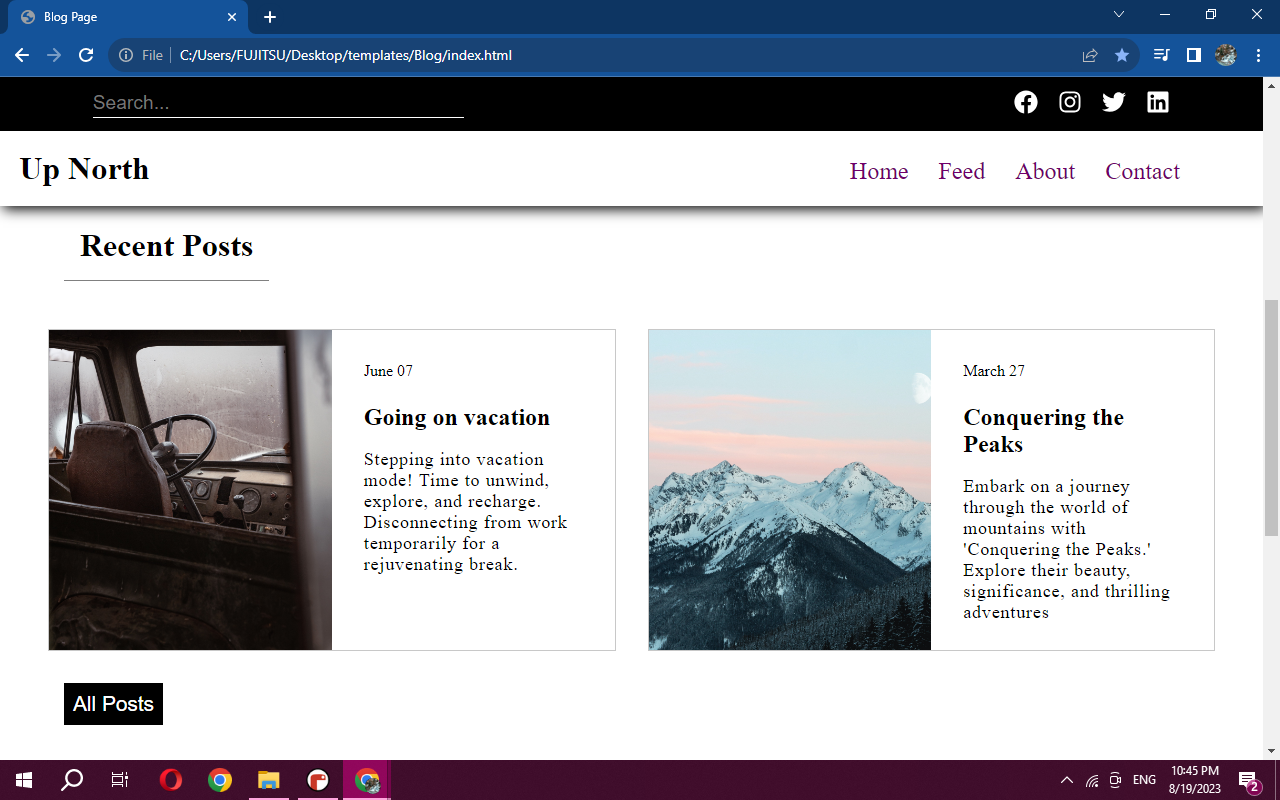 Blog Page
File
C:/Users/FUJITSU/Desktop/templates/Blog/index.html
Search...
Up North
Home
Feed
About
Contact
Recent Posts
June 07
Going on vacation
Stepping into vacation
mode! Time to unwind,
explore, and recharge.
Disconnecting from work
temporarily for a
rejuvenating break.
March 27
Conquering the
Peaks
Embark on a journey
through the world of
mountains with
'Conquering the Peaks.'
Explore their beauty,
significance, and thrilling
adventures
All Posts
ENG
10:45 PM
8/19/2023
2